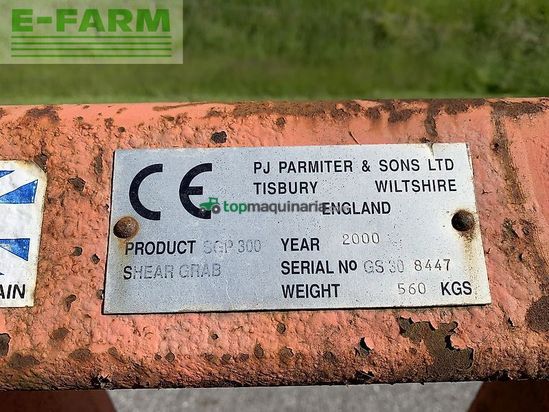 E-FARM
CE
PJ PARMITER & SONS LTD
TISBURY WILTSHIRE
ENGLAND
topmaquinaria
PRODUCT SGP 300 YEAR 2000
SHEAR GRAB SERIAL No GS 30 8447
WEIGHT 560 KGS
AIN